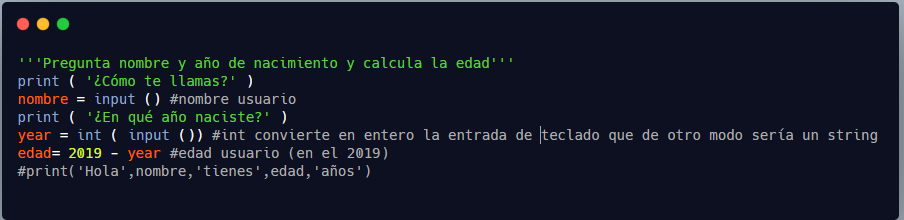 '''Pregunta nombre y año de nacimiento y calcula la edad'''
print ( '¿Cómo te llamas?' )
nombre = input () #nombre usuario
print ( '¿En qué año naciste?' )
year = int ( input ()) #int convierte en entero la entrada de teclado que de otro modo sería un string
edad= 2019 - year #edad usuario (en el 2019)
#print('Hola',nombre,'tienes',edad,'años')